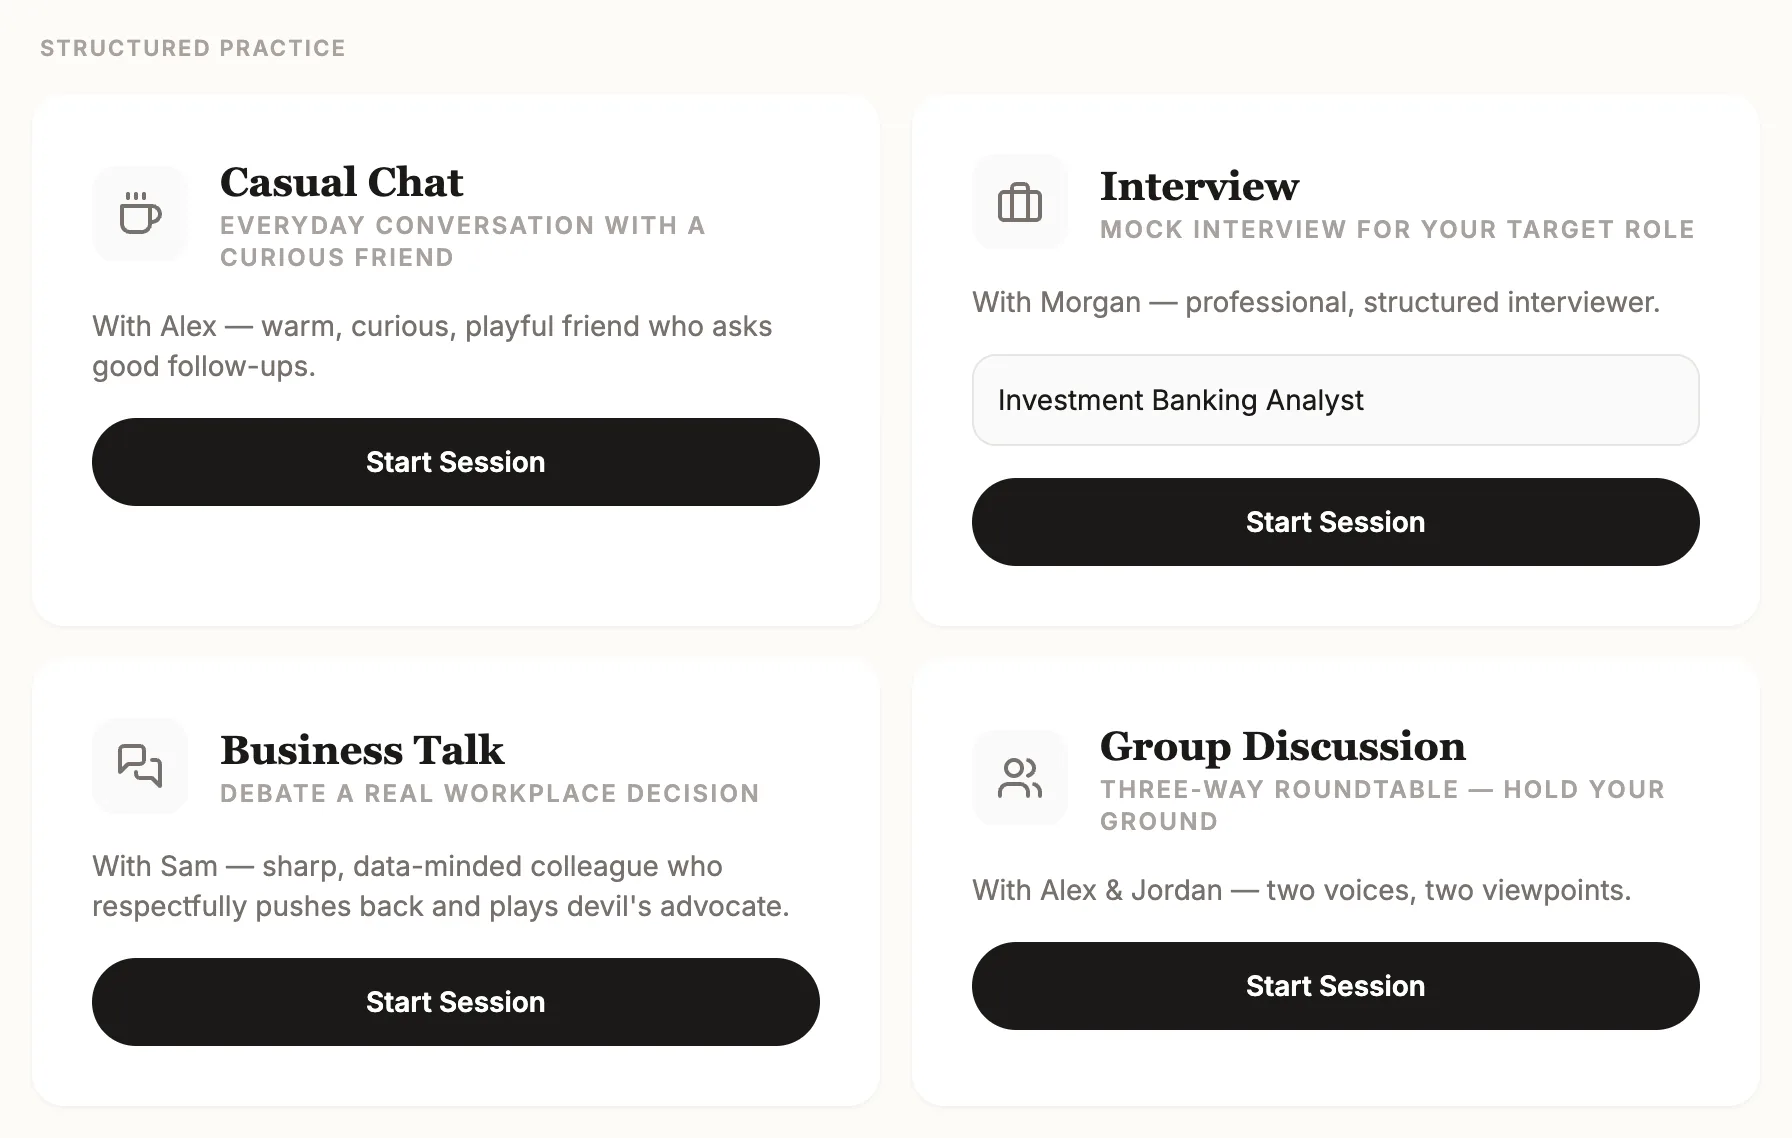 STRUCTURED PRACTICE
Casual Chat
EVERYDAY CONVERSATION WITH A
CURIOUS FRIEND
With Alex — warm, curious, playful friend who asks
good follow-ups.
Start Session
Interview
MOCK INTERVIEW FOR YOUR TARGET ROLE
With Morgan — professional, structured interviewer.
Investment Banking Analyst
Start Session
Business Talk
DEBATE A REAL WORKPLACE DECISION
With Sam — sharp, data-minded colleague who
respectfully pushes back and plays devil's advocate.
Start Session
Group Discussion
THREE-WAY ROUNDTABLE — HOLD YOUR
GROUND
With Alex & Jordan — two voices, two viewpoints.
Start Session